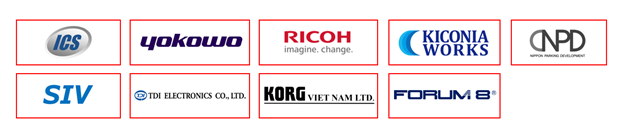 ICS
yokowo
RICOH
imagine. change.
KICONIA
WORKS
NPD
NIPPON PARKING DEVELOPMENT
SIV
TDI TDI ELECTRONICS CO., LTD.
KORG VIET NAM LTD.
FORUM 8®